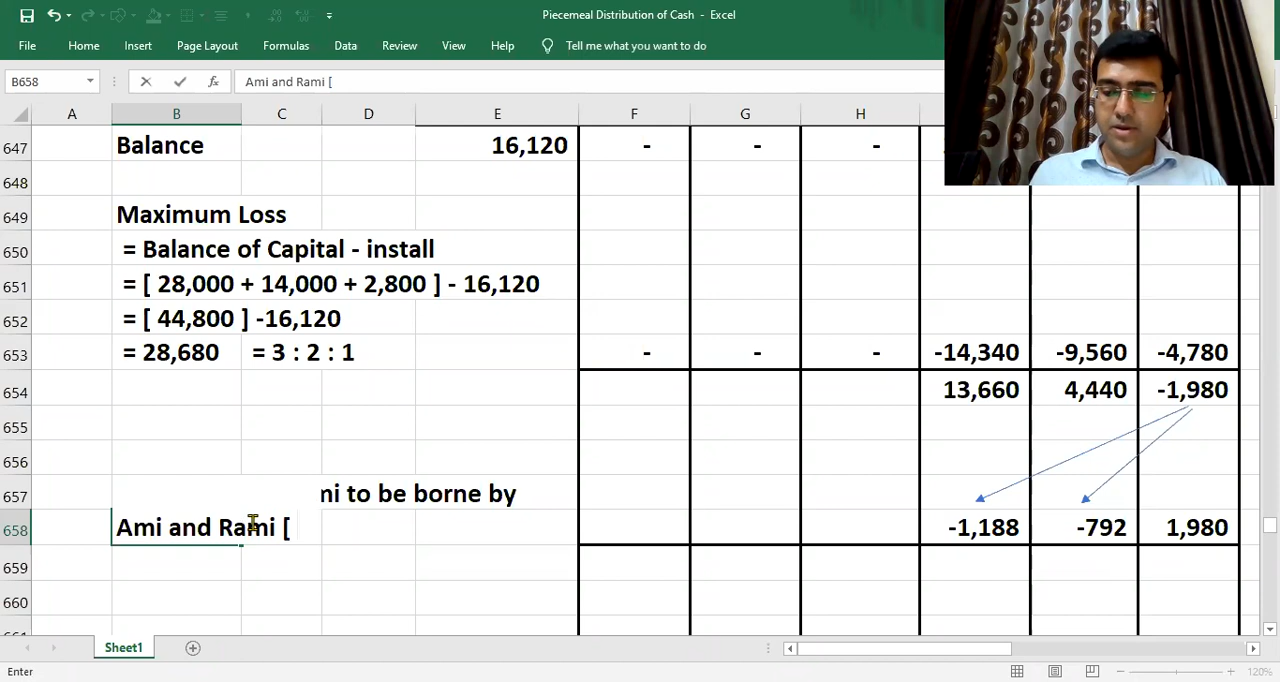 Piecemeal Distribution of Cash - Excel
File Home Insert Page Layout Formulas Data Review View Help Tell me what you want to do
B658 fx Ami and Rami [
A B C D E F G H
647 Balance 16,120 - - -
648
649 Maximum Loss
650 = Balance of Capital - install
651 = [ 28,000 + 14,000 + 2,800 ] - 16,120
652 = [ 44,800 ] -16,120
653 = 28,680 = 3 : 2 : 1 - - - -14,340 -9,560 -4,780
654 13,660 4,440 -1,980
655
656
657 ni to be borne by
658 Ami and Rami [ -1,188 -792 1,980
659
660
661
Sheet1
Enter 120%